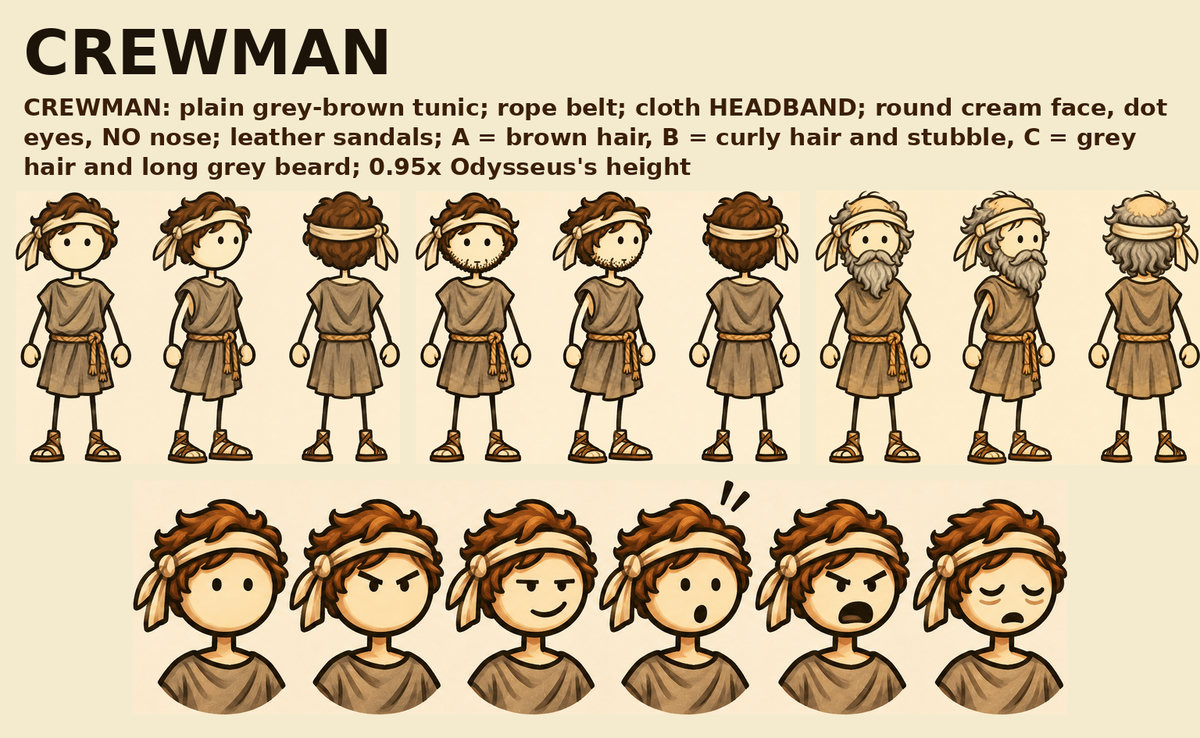 CREWMAN
CREWMAN: plain grey-brown tunic; rope belt; cloth HEADBAND; round cream face, dot
eyes, NO nose; leather sandals; A = brown hair, B = curly hair and stubble, C = grey
hair and long grey beard; 0.95x Odysseus's height